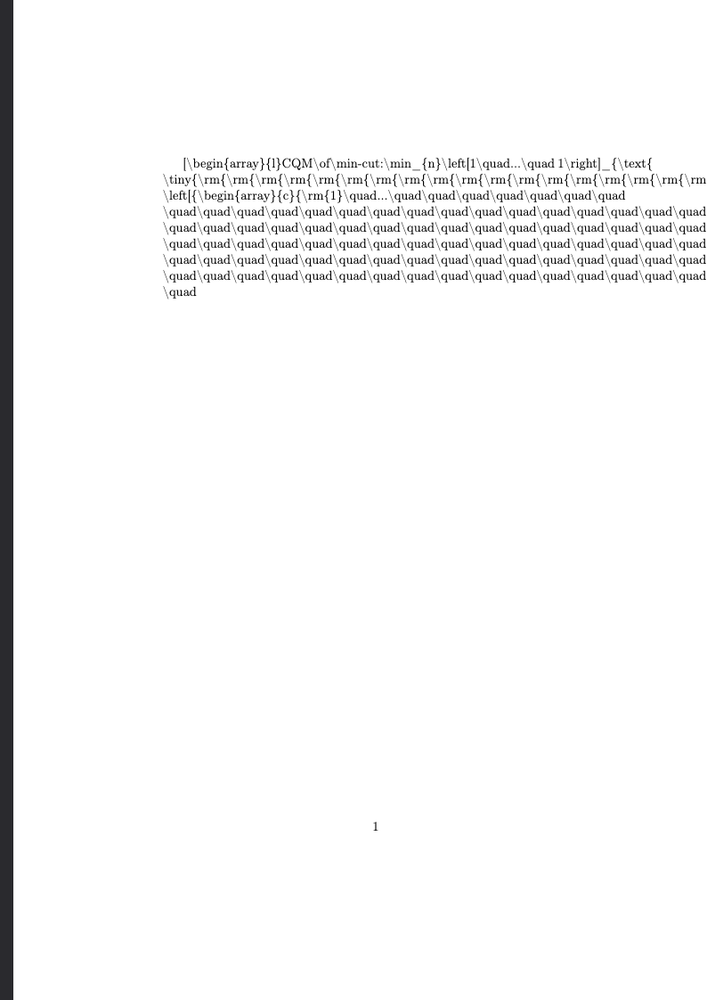 [\begin{array}{l}CQM\of\min-cut:\min_{n}\left[1\quad...\quad 1\right]_{\text{
\tiny{\rm{\rm{\rm{\rm{\rm{\rm{\rm{\rm{\rm{\rm{\rm{\rm{\rm{\rm{\rm
\left[{\begin{array}{c}{\rm{1}\quad...\quad\quad\quad\quad\quad\quad\quad
\quad\quad\quad\quad\quad\quad\quad\quad\quad\quad\quad\quad\quad\quad\quad\quad
\quad\quad\quad\quad\quad\quad\quad\quad\quad\quad\quad\quad\quad\quad\quad\quad
\quad\quad\quad\quad\quad\quad\quad\quad\quad\quad\quad\quad\quad\quad\quad\quad
\quad\quad\quad\quad\quad\quad\quad\quad\quad\quad\quad\quad\quad\quad\quad\quad
\quad\quad\quad\quad\quad\quad\quad\quad\quad\quad\quad\quad\quad\quad\quad\quad
\quad
1